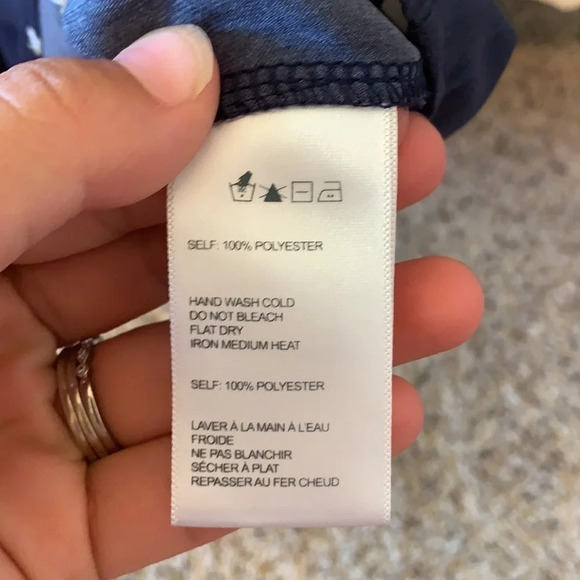 SELF: 100% POLYESTER
HAND WASH COLD
DO NOT BLEACH
FLAT DRY
IRON MEDIUM HEAT
SELF: 100% POLYESTER
LAVER À LA MAIN À L'EAU
FROIDE
NE PAS BLANCHIR
SÉCHER À PLAT
REPASSER AU FER CHEUD